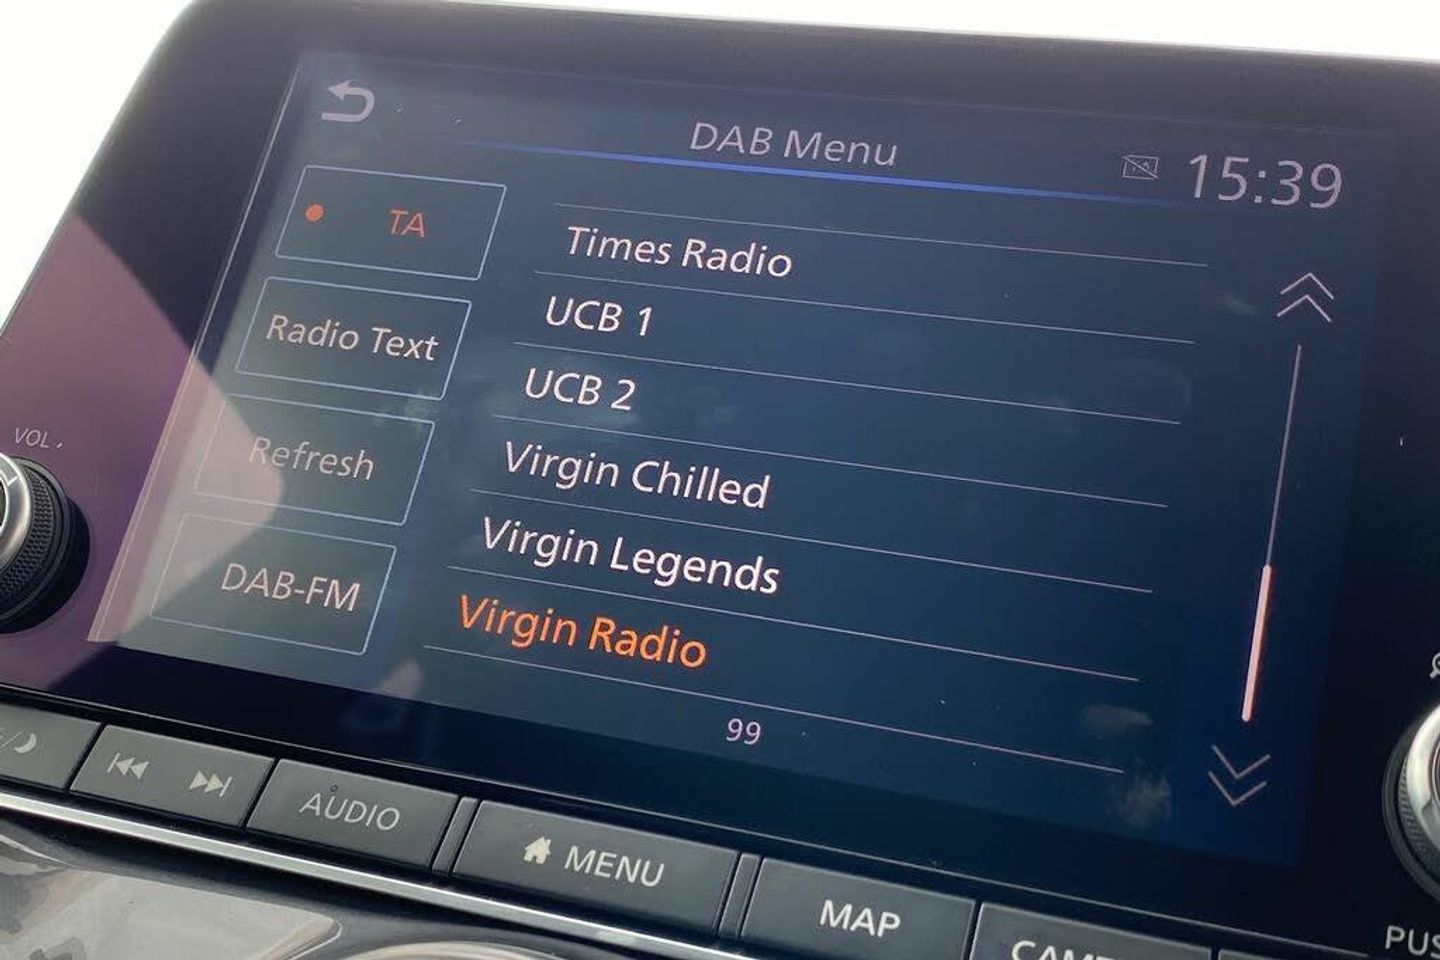 DAB Menu
15:39
TA
Radio Text
Refresh
DAB-FM
Times Radio
UCB 1
UCB 2
Virgin Chilled
Virgin Legends
Virgin Radio
99
VOL
AUDIO
MENU
MAP